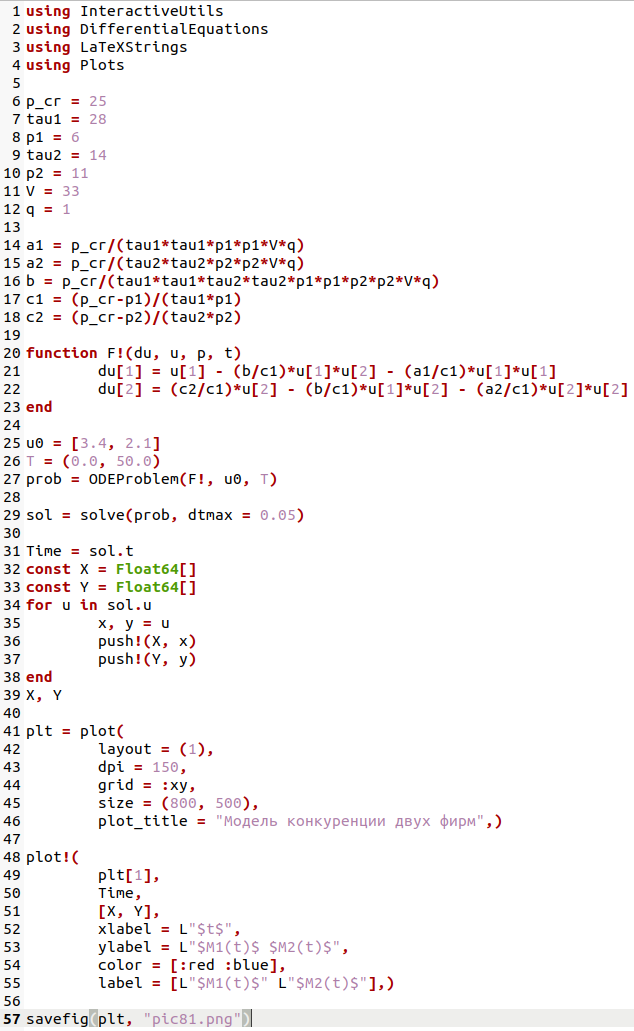 1 using InteractiveUtils
2 using DifferentialEquations
3 using LaTeXStrings
4 using Plots
5
6 p_cr = 25
7 tau1 = 28
8 p1 = 6
9 tau2 = 14
10 p2 = 11
11 V = 33
12 q = 1
13
14 a1 = p_cr/(tau1*tau1*p1*p1*V*q)
15 a2 = p_cr/(tau2*tau2*p2*p2*V*q)
16 b = p_cr/(tau1*tau1*tau2*tau2*p1*p1*p2*p2*V*q)
17 c1 = (p_cr-p1)/(tau1*p1)
18 c2 = (p_cr-p2)/(tau2*p2)
19
20 function F!(du, u, p, t)
21         du[1] = u[1] - (b/c1)*u[1]*u[2] - (a1/c1)*u[1]*u[1]
22         du[2] = (c2/c1)*u[2] - (b/c1)*u[1]*u[2] - (a2/c1)*u[2]*u[2]
23 end
24
25 u0 = [3.4, 2.1]
26 T = (0.0, 50.0)
27 prob = ODEProblem(F!, u0, T)
28
29 sol = solve(prob, dtmax = 0.05)
30
31 Time = sol.t
32 const X = Float64[]
33 const Y = Float64[]
34 for u in sol.u
35         x, y = u
36         push!(X, x)
37         push!(Y, y)
38 end
39 X, Y
40
41 plt = plot(
42         layout = (1),
43         dpi = 150,
44         grid = :xy,
45         size = (800, 500),
46         plot_title = "Модель конкуренции двух фирм",)
47
48 plot!(
49         plt[1],
50         Time,
51         [X, Y],
52         xlabel = L"$t$",
53         ylabel = L"$M1(t)$ $M2(t)$",
54         color = [:red :blue],
55         label = [L"$M1(t)$" L"$M2(t)$"],)
56
57 savefig(plt, "pic81.png")